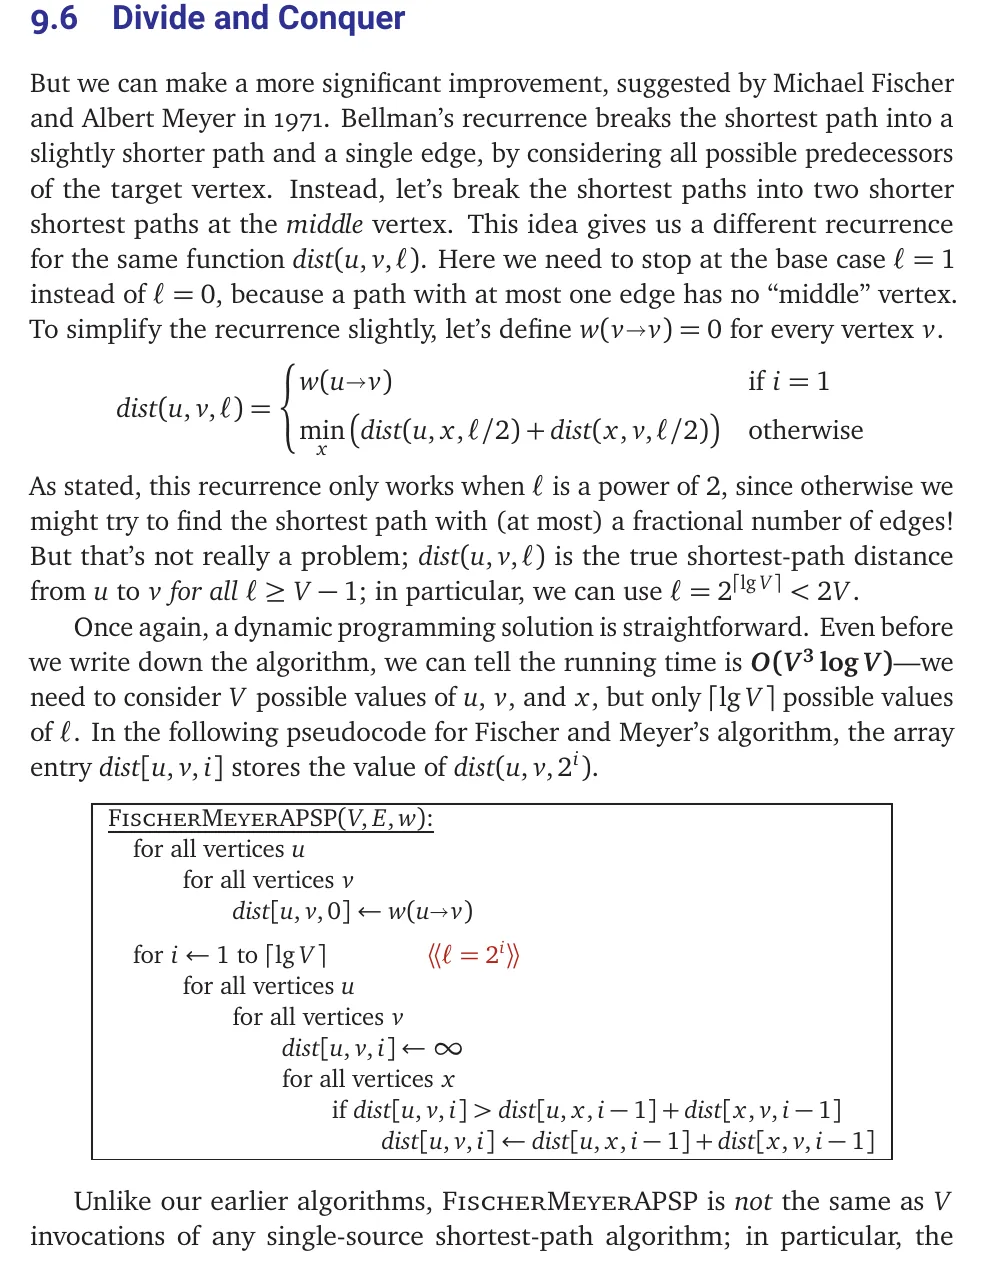 9.6 Divide and Conquer
But we can make a more significant improvement, suggested by Michael Fischer
and Albert Meyer in 1971. Bellman’s recurrence breaks the shortest path into a
slightly shorter path and a single edge, by considering all possible predecessors
of the target vertex. Instead, let’s break the shortest paths into two shorter
shortest paths at the middle vertex. This idea gives us a different recurrence
for the same function dist(u, v, ℓ). Here we need to stop at the base case ℓ = 1
instead of ℓ = 0, because a path with at most one edge has no “middle” vertex.
To simplify the recurrence slightly, let’s define w(v→v) = 0 for every vertex v.
dist(u, v, ℓ) = { w(u→v) if i = 1
min_x (dist(u, x, ℓ/2) + dist(x, v, ℓ/2)) otherwise
As stated, this recurrence only works when ℓ is a power of 2, since otherwise we
might try to find the shortest path with (at most) a fractional number of edges!
But that’s not really a problem; dist(u, v, ℓ) is the true shortest-path distance
from u to v for all ℓ ≥ V − 1; in particular, we can use ℓ = 2^⌈lg V⌉ < 2V.
Once again, a dynamic programming solution is straightforward. Even before
we write down the algorithm, we can tell the running time is O(V³ log V)—we
need to consider V possible values of u, v, and x, but only ⌈lg V⌉ possible values
of ℓ. In the following pseudocode for Fischer and Meyer’s algorithm, the array
entry dist[u, v, i] stores the value of dist(u, v, 2^i).
FischerMeyerAPSP(V, E, w):
for all vertices u
for all vertices v
dist[u, v, 0] ← w(u→v)
for i ← 1 to ⌈lg V⌉ ⟨⟨ℓ = 2^i⟩⟩
for all vertices u
for all vertices v
dist[u, v, i] ← ∞
for all vertices x
if dist[u, v, i] > dist[u, x, i − 1] + dist[x, v, i − 1]
dist[u, v, i] ← dist[u, x, i − 1] + dist[x, v, i − 1]
Unlike our earlier algorithms, FischerMeyerAPSP is not the same as V
invocations of any single-source shortest-path algorithm; in particular, the